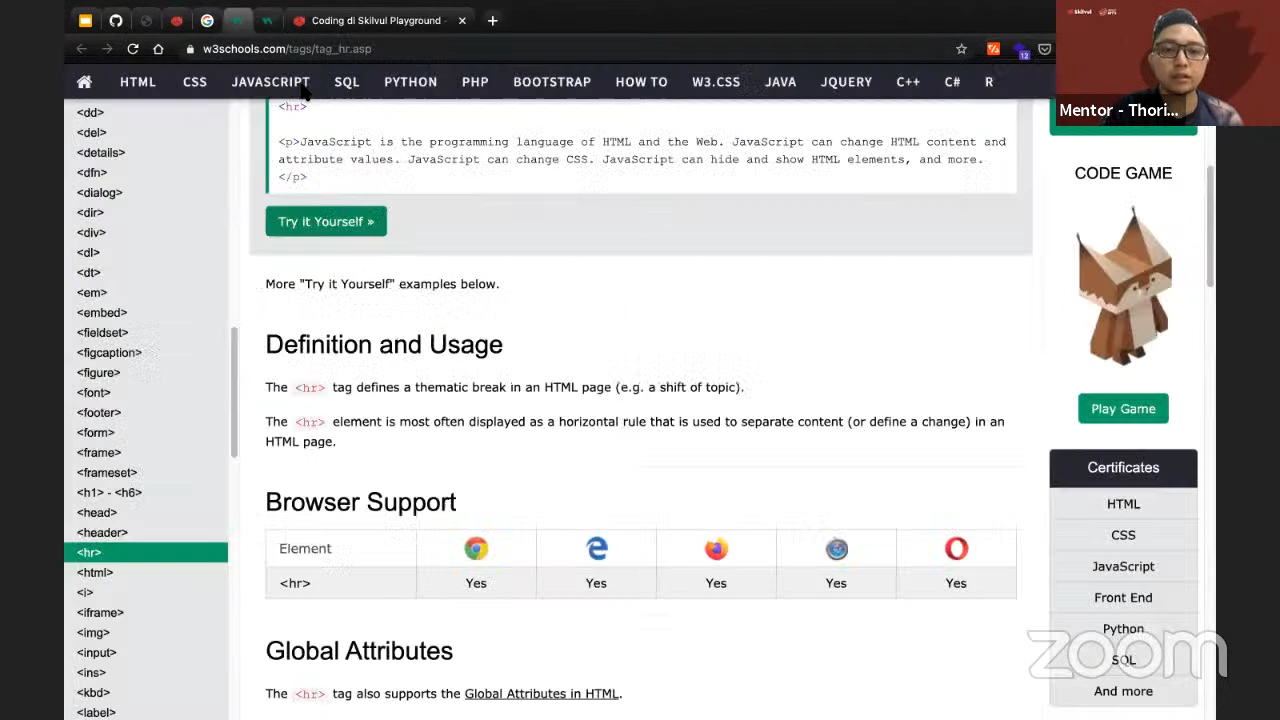 Coding di Skilvul Playground
w3schools.com/tags/tag_hr.asp
12
Skilvul
Mentor - Thori...
HTML CSS JAVASCRIPT SQL PYTHON PHP BOOTSTRAP HOW TO W3.CSS JAVA JQUERY C++ C# R
<dd>
<del>
<details>
<dfn>
<dialog>
<dir>
<div>
<dl>
<dt>
<em>
<embed>
<fieldset>
<figcaption>
<figure>
<font>
<footer>
<form>
<frame>
<frameset>
<h1> - <h6>
<head>
<header>
<hr>
<html>
<i>
<iframe>
<img>
<input>
<ins>
<kbd>
<label>
<hr>
<p>JavaScript is the programming language of HTML and the Web. JavaScript can change HTML content and
attribute values. JavaScript can change CSS. JavaScript can hide and show HTML elements, and more.
</p>
Try it Yourself »
More "Try it Yourself" examples below.
Definition and Usage
The <hr> tag defines a thematic break in an HTML page (e.g. a shift of topic).
The <hr> element is most often displayed as a horizontal rule that is used to separate content (or define a change) in an
HTML page.
Browser Support
Element
<hr> Yes Yes Yes Yes Yes
Global Attributes
The <hr> tag also supports the Global Attributes in HTML.
CODE GAME
Play Game
Certificates
HTML
CSS
JavaScript
Front End
Python
SQL
And more
zoom